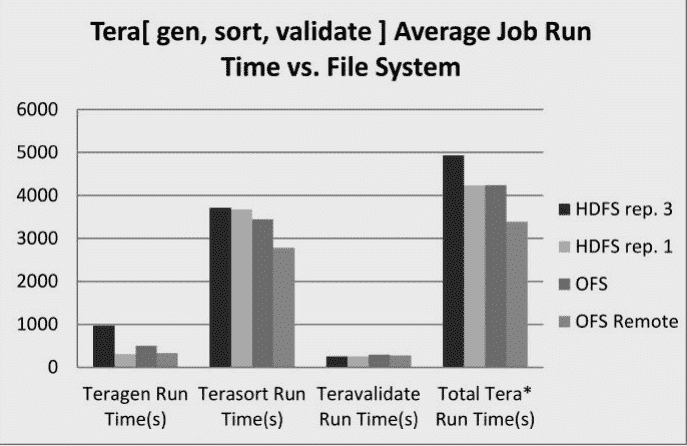 Tera[ gen, sort, validate ] Average Job Run
Time vs. File System
6000
5000
4000
3000
2000
1000
0
HDFS rep. 3
HDFS rep. 1
OFS
OFS Remote
Teragen Run
Time(s)
Terasort Run
Time(s)
Teravalidate
Run Time(s)
Total Tera*
Run Time(s)